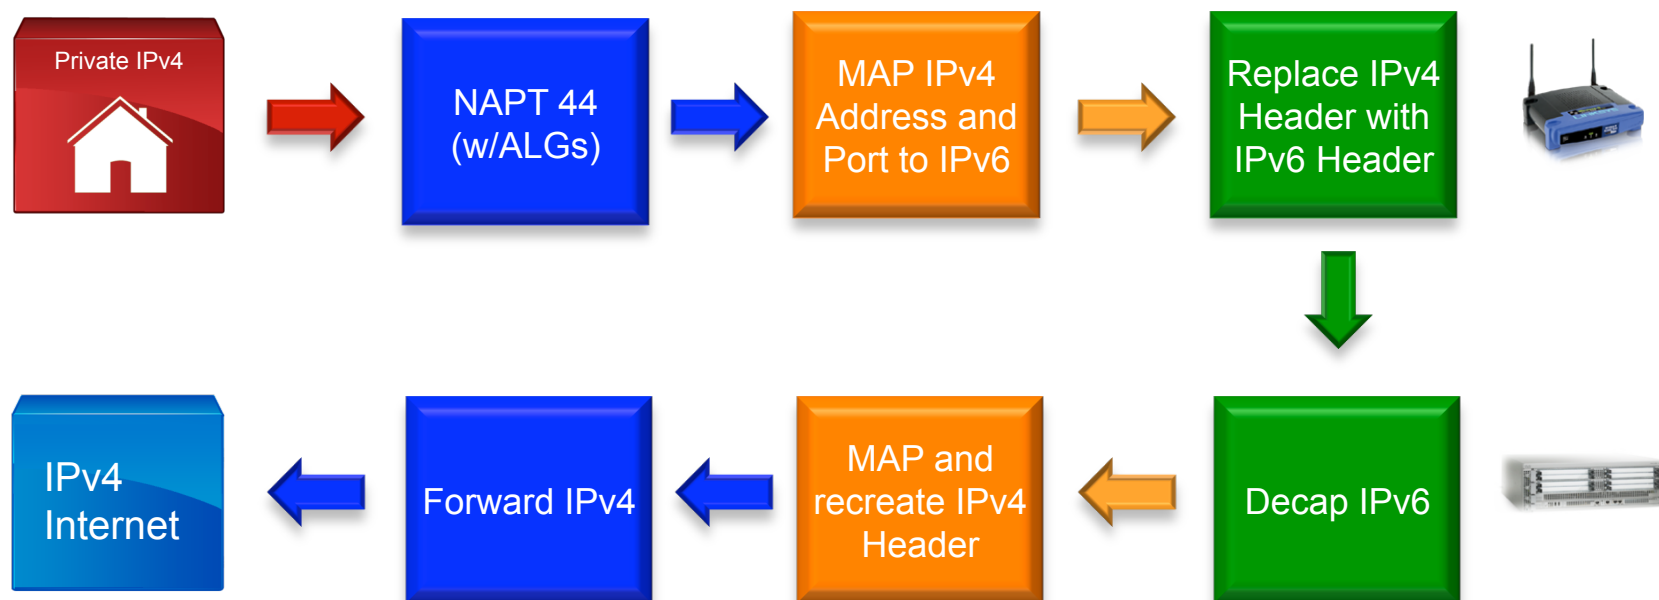 Private IPv4
NAPT 44
(w/ALGs)
MAP IPv4
Address and
Port to IPv6
Replace IPv4
Header with
IPv6 Header
IPv4
Internet
Forward IPv4
MAP and
recreate IPv4
Header
Decap IPv6